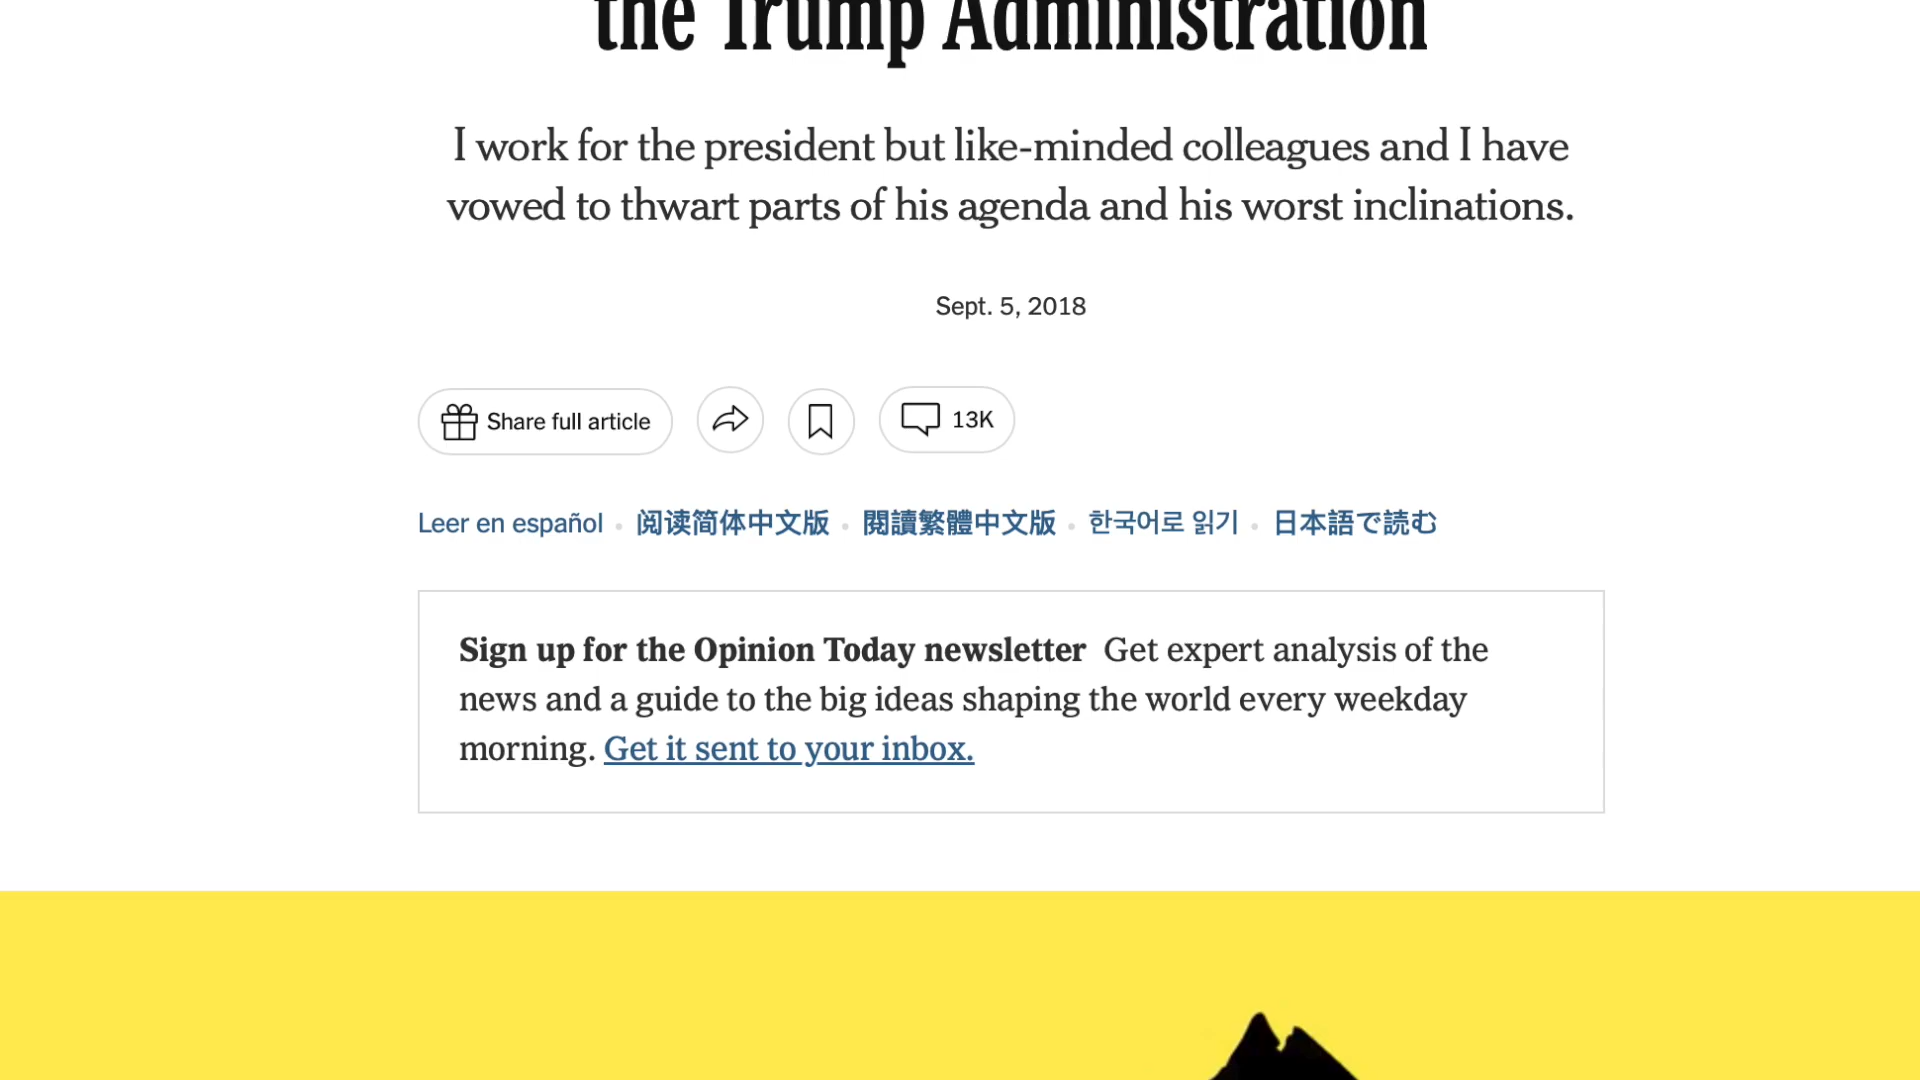 the Trump Administration
I work for the president but like-minded colleagues and I have
vowed to thwart parts of his agenda and his worst inclinations.
Sept. 5, 2018
Share full article 13K
Leer en español • 阅读简体中文版 • 閱讀繁體中文版 • 한국어로 읽기 • 日本語で読む
Sign up for the Opinion Today newsletter Get expert analysis of the
news and a guide to the big ideas shaping the world every weekday
morning. Get it sent to your inbox.